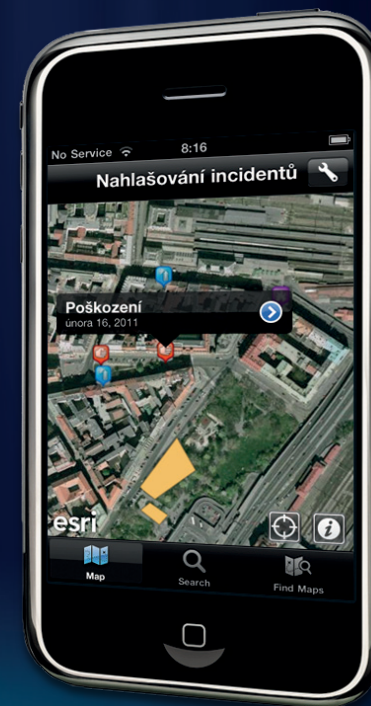 No Service 8:16
Nahlašování incidentů
Poškození
února 16, 2011
esri
Map Search Find Maps